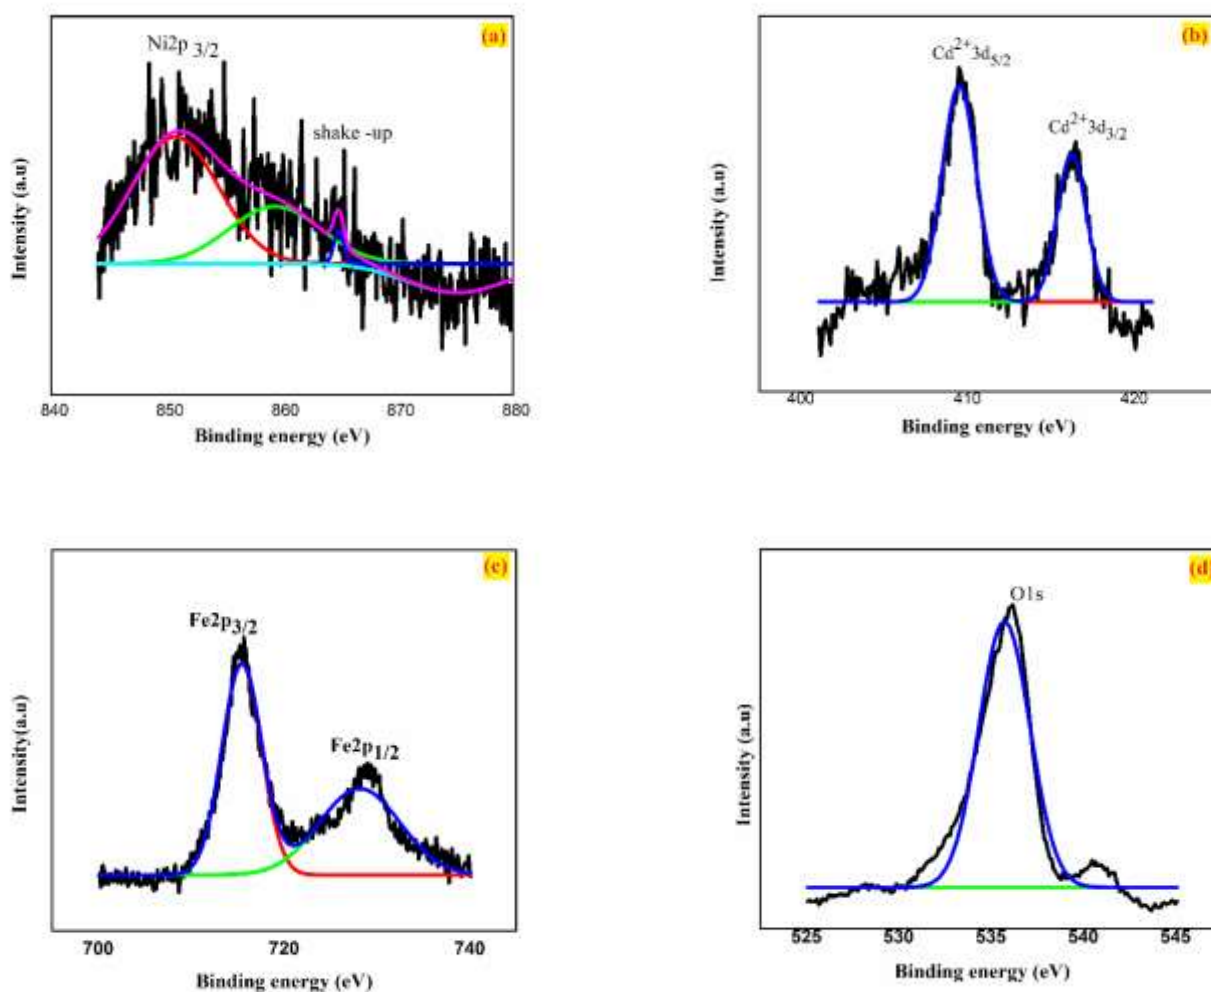 (a)
Ni2p 3/2
shake -up
Intensity (a.u)
840 850 860 870 880
Binding energy (eV)
(b)
Cd2+3d5/2
Cd2+3d3/2
Intensity (a.u)
400 410 420
Binding energy (eV)
(c)
Fe2p3/2
Fe2p1/2
Intensity(a.u)
700 720 740
Binding energy (eV)
(d)
O1s
Intensity (a.u)
525 530 535 540 545
Binding energy (eV)